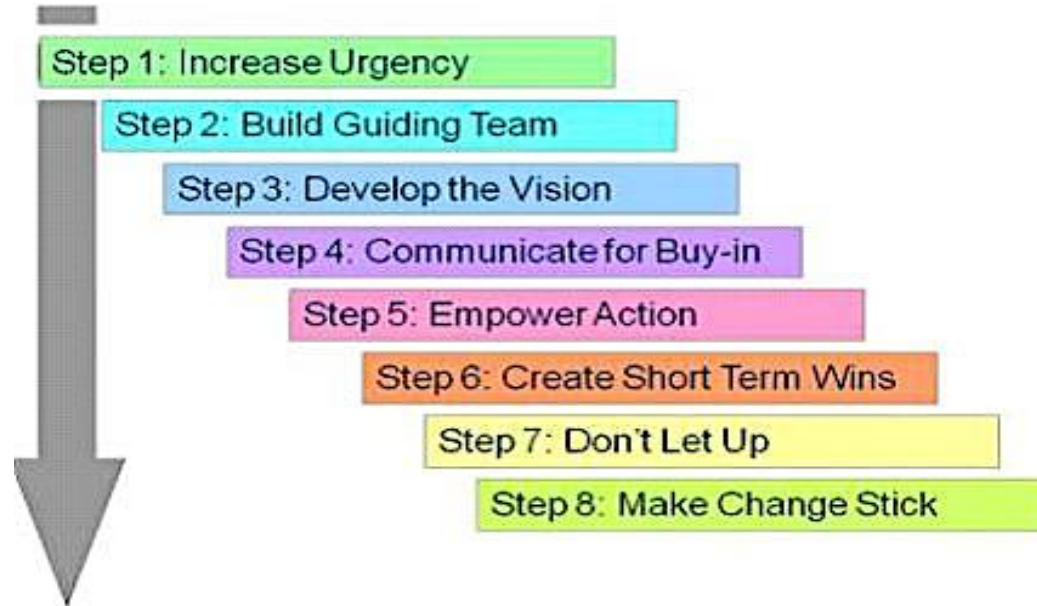 Step 1: Increase Urgency
Step 2: Build Guiding Team
Step 3: Develop the Vision
Step 4: Communicate for Buy-in
Step 5: Empower Action
Step 6: Create Short Term Wins
Step 7: Don't Let Up
Step 8: Make Change Stick